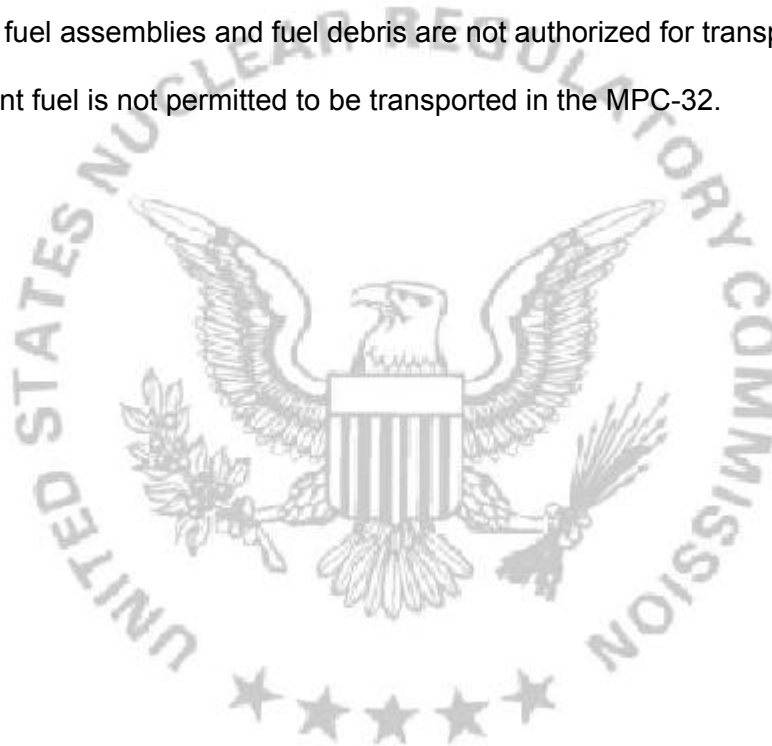 fuel assemblies and fuel debris are not authorized for transp
nt fuel is not permitted to be transported in the MPC-32.
UNITED STATES NUCLEAR REGULATORY COMMISSION